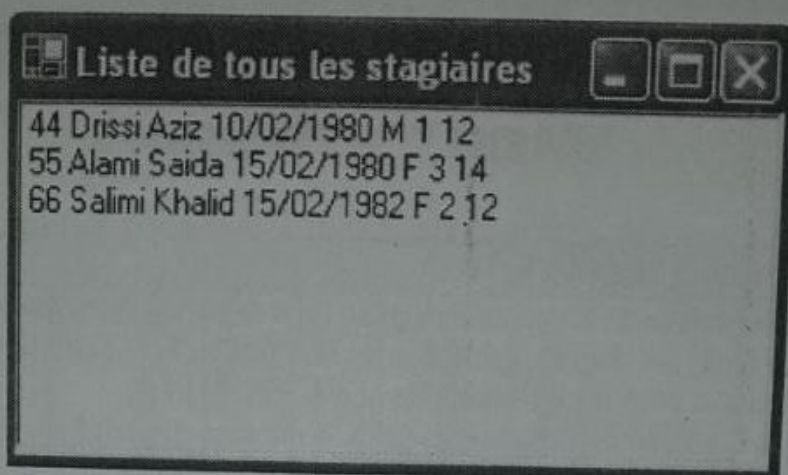 Liste de tous les stagiaires
44 Drissi Aziz 10/02/1980 M 1 12
55 Alami Saida 15/02/1980 F 3 14
66 Salimi Khalid 15/02/1982 F 2 12